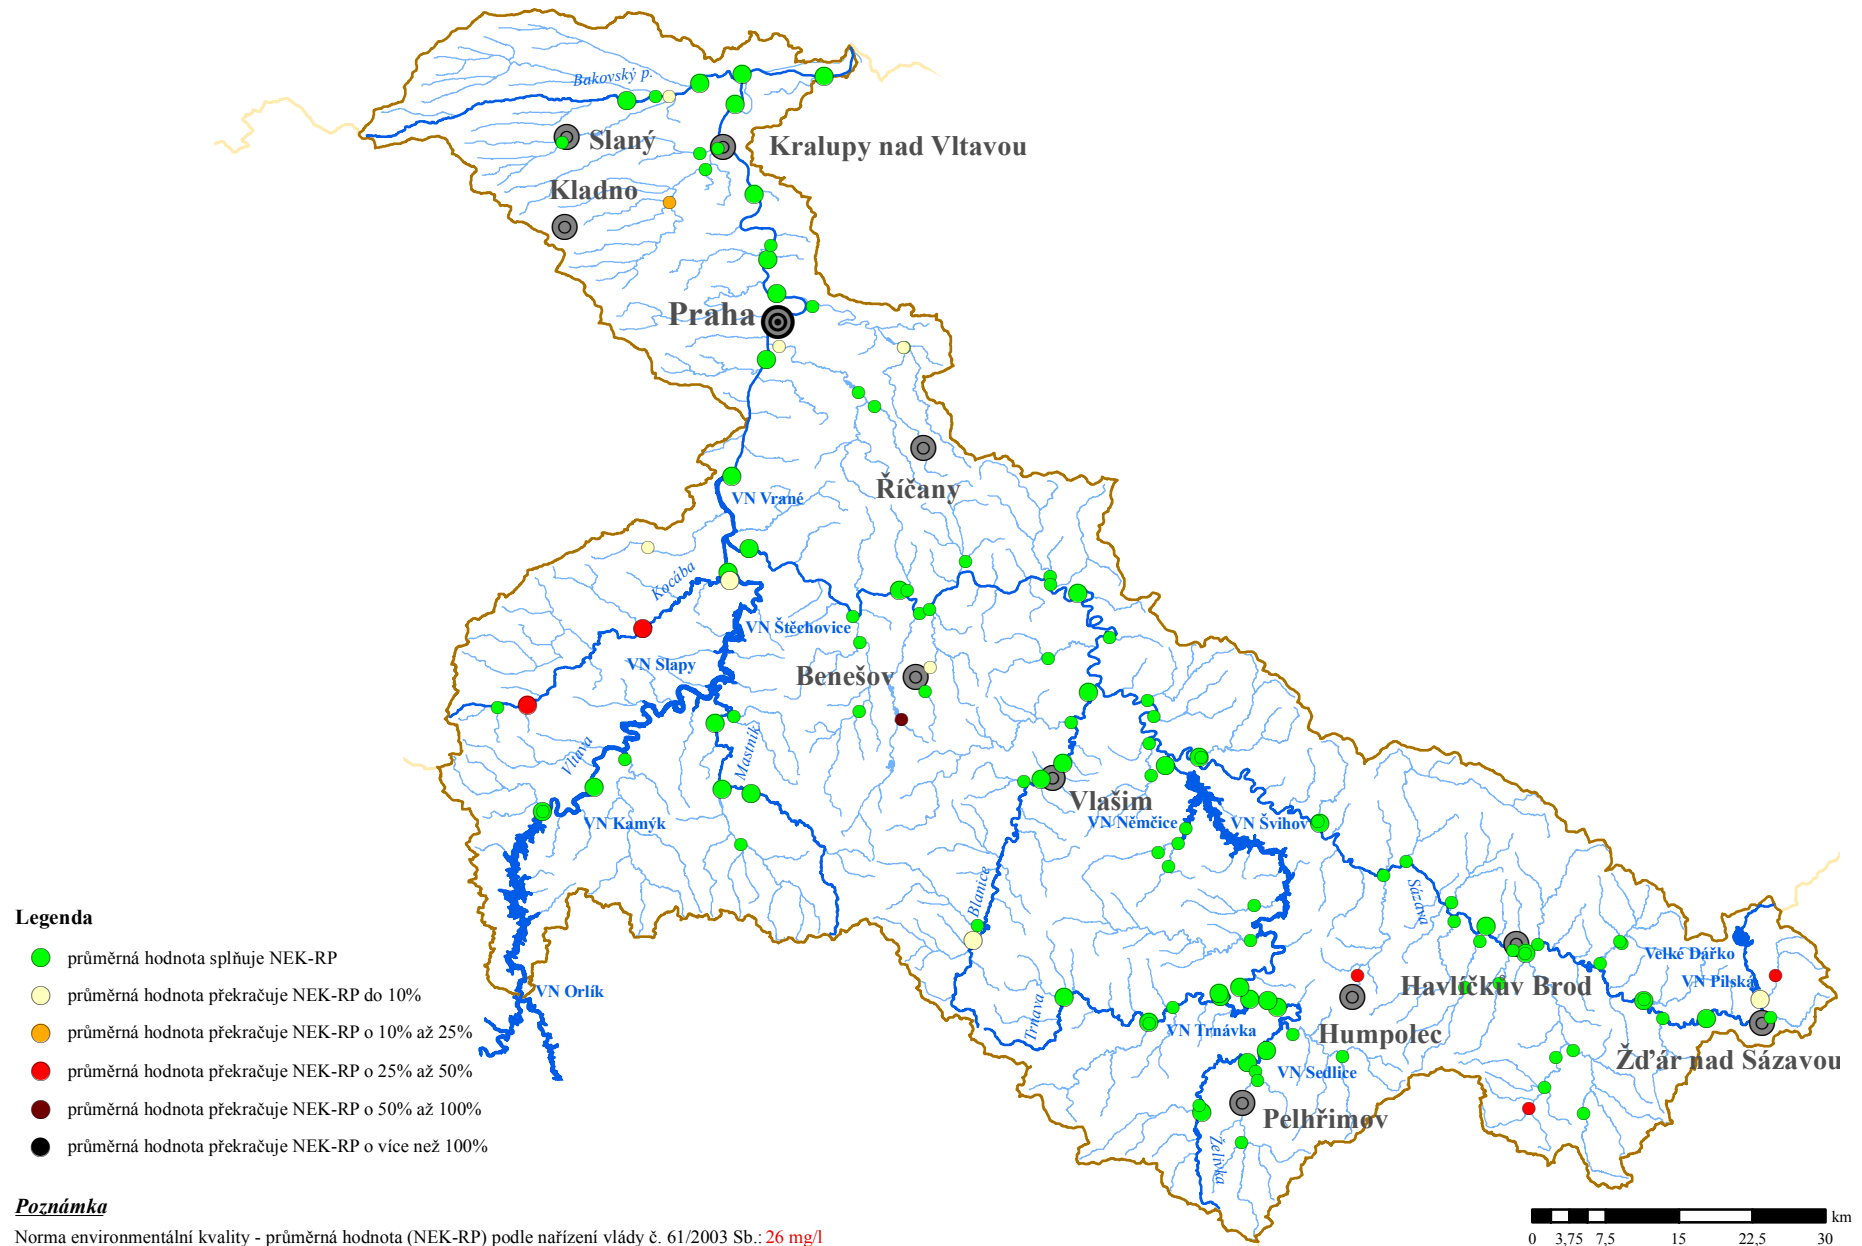 Bakovský p.
Slaný
Kralupy nad Vltavou
Kladno
Praha
Říčany
VN Vrané
Kocába
VN Štěchovice
VN Slapy
Benešov
Mastník
Vltava
Vlašim
VN Kamýk
VN Němčice
VN Švihov
Blanice
Sázava
Legenda
průměrná hodnota splňuje NEK-RP
průměrná hodnota překračuje NEK-RP do 10%
průměrná hodnota překračuje NEK-RP o 10% až 25%
průměrná hodnota překračuje NEK-RP o 25% až 50%
průměrná hodnota překračuje NEK-RP o 50% až 100%
průměrná hodnota překračuje NEK-RP o více než 100%
VN Orlík
Velké Dářko
VN Pilská
Havlíčkův Brod
Trnava
VN Trnávka
Humpolec
Žďár nad Sázavou
VN Sedlice
Pelhřimov
Želivka
Poznámka
Norma environmentální kvality - průměrná hodnota (NEK-RP) podle nařízení vlády č. 61/2003 Sb.: 26 mg/l
km
0 3,75 7,5 15 22,5 30